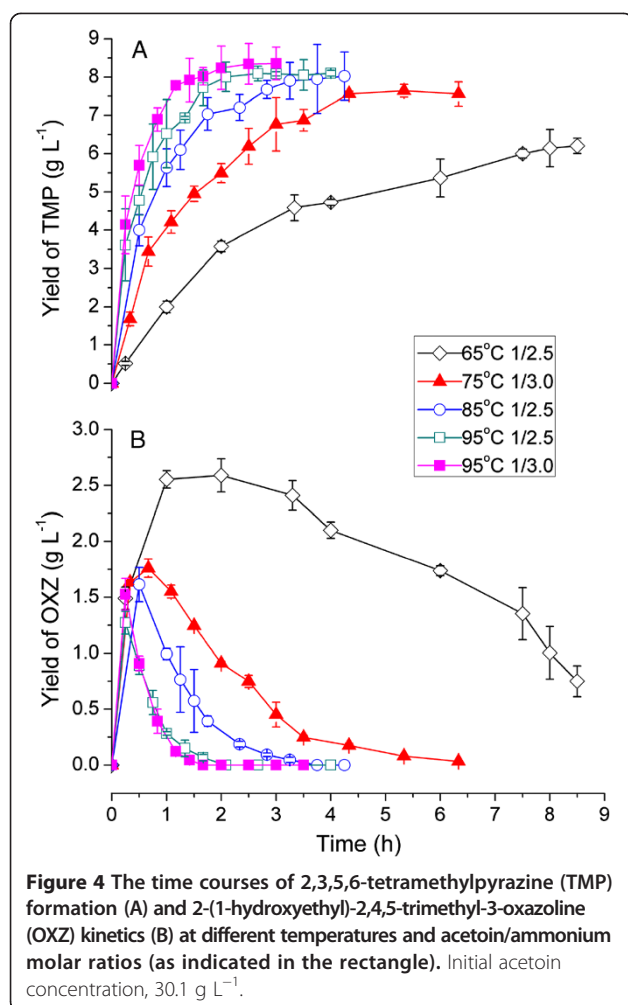 A
Yield of TMP (g L⁻¹)
9
8
7
6
5
4
3
2
1
0
65°C 1/2.5
75°C 1/3.0
85°C 1/2.5
95°C 1/2.5
95°C 1/3.0
B
Yield of OXZ (g L⁻¹)
3.0
2.5
2.0
1.5
1.0
0.5
0.0
0 1 2 3 4 5 6 7 8 9
Time (h)
Figure 4 The time courses of 2,3,5,6-tetramethylpyrazine (TMP)
formation (A) and 2-(1-hydroxyethyl)-2,4,5-trimethyl-3-oxazoline
(OXZ) kinetics (B) at different temperatures and acetoin/ammonium
molar ratios (as indicated in the rectangle). Initial acetoin
concentration, 30.1 g L⁻¹.